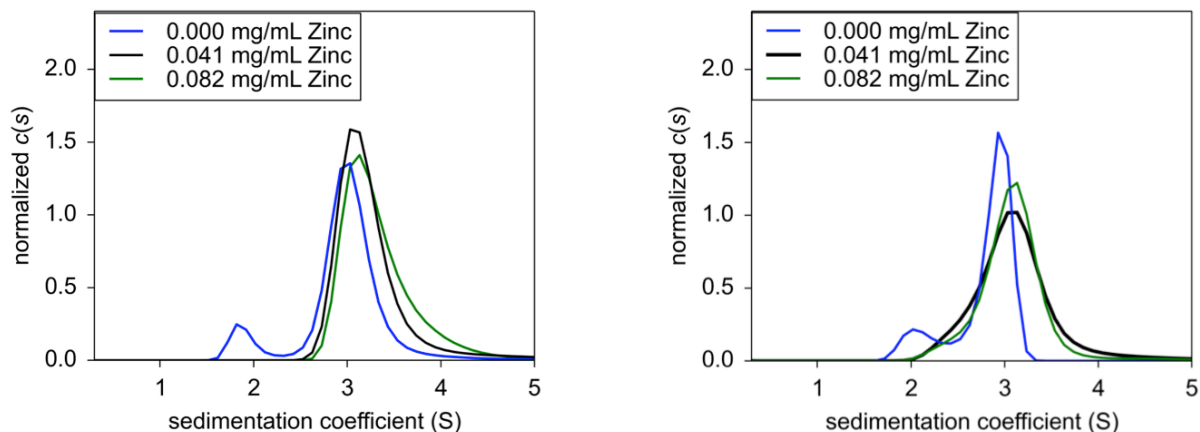 0.000 mg/mL Zinc
0.041 mg/mL Zinc
0.082 mg/mL Zinc
2.0
1.5
1.0
0.5
0.0
normalized c(s)
1 2 3 4 5
sedimentation coefficient (S)
0.000 mg/mL Zinc
0.041 mg/mL Zinc
0.082 mg/mL Zinc
2.0
1.5
1.0
0.5
0.0
normalized c(s)
1 2 3 4 5
sedimentation coefficient (S)